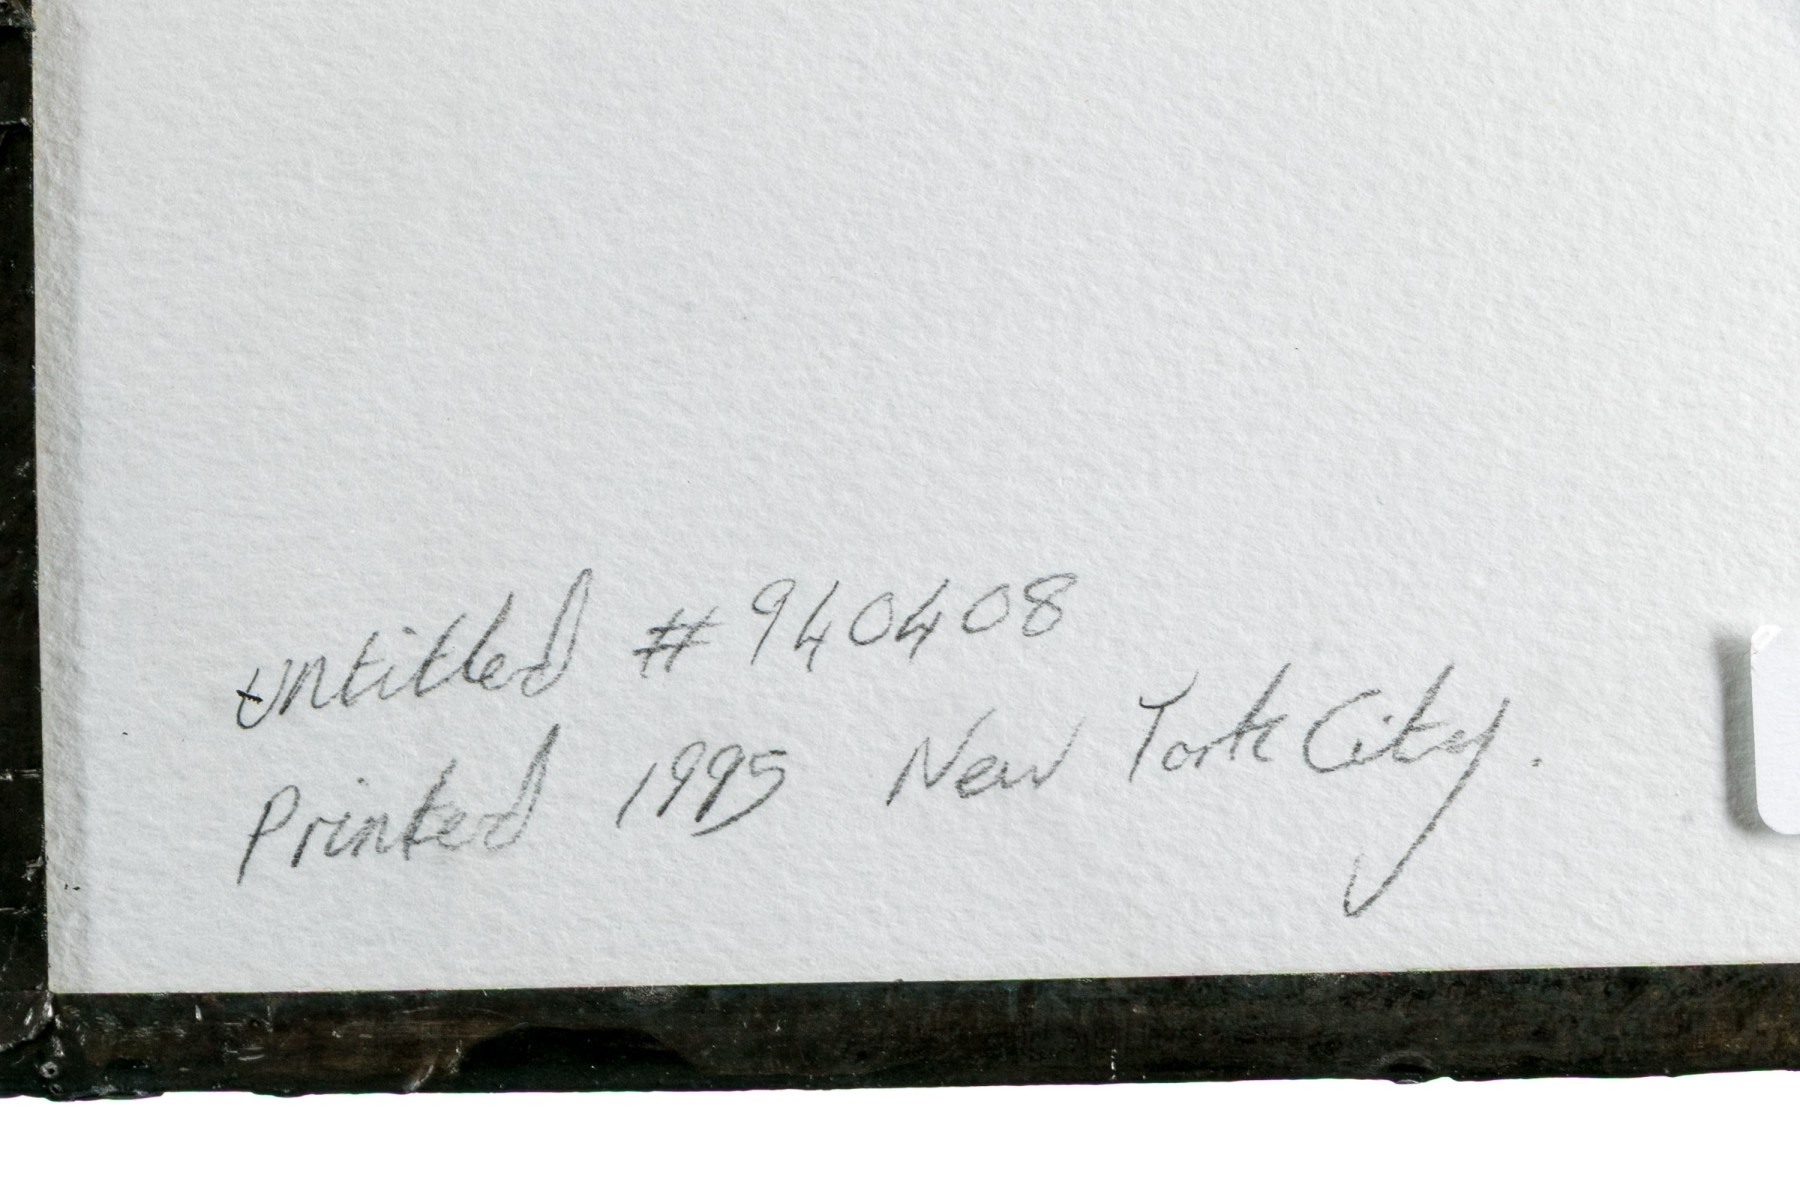 untitled # 940408
Printed 1995 New York City.